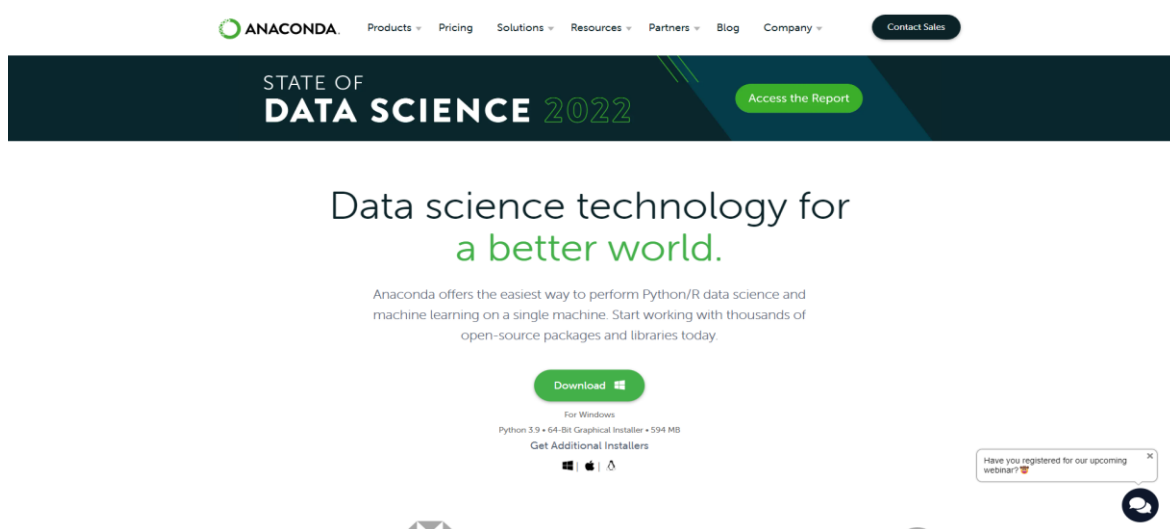 ANACONDA.
Products Pricing Solutions Resources Partners Blog Company
Contact Sales
STATE OF
DATA SCIENCE 2022
Access the Report
Data science technology for
a better world.
Anaconda offers the easiest way to perform Python/R data science and
machine learning on a single machine. Start working with thousands of
open-source packages and libraries today.
Download
For Windows
Python 3.9 • 64-Bit Graphical Installer • 594 MB
Get Additional Installers
Have you registered for our upcoming
webinar?